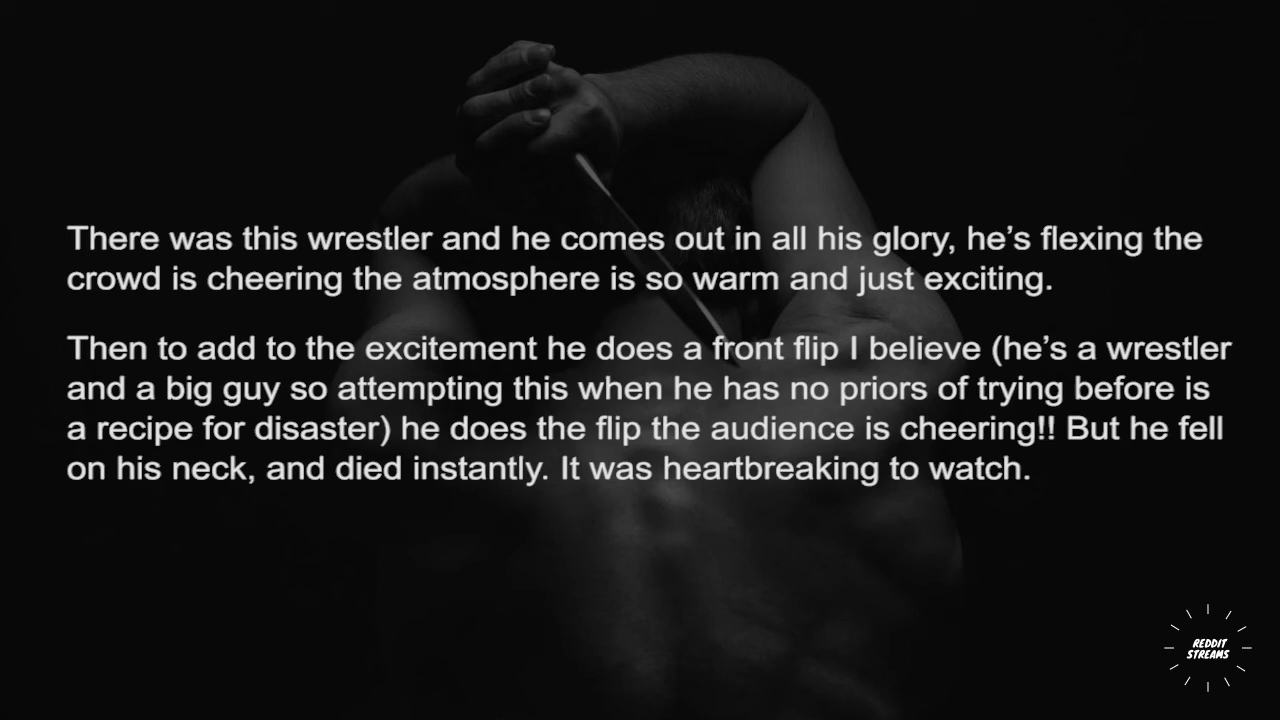 There was this wrestler and he comes out in all his glory, he’s flexing the
crowd is cheering the atmosphere is so warm and just exciting.
Then to add to the excitement he does a front flip I believe (he’s a wrestler
and a big guy so attempting this when he has no priors of trying before is
a recipe for disaster) he does the flip the audience is cheering!! But he fell
on his neck, and died instantly. It was heartbreaking to watch.
REDDIT
STREAMS